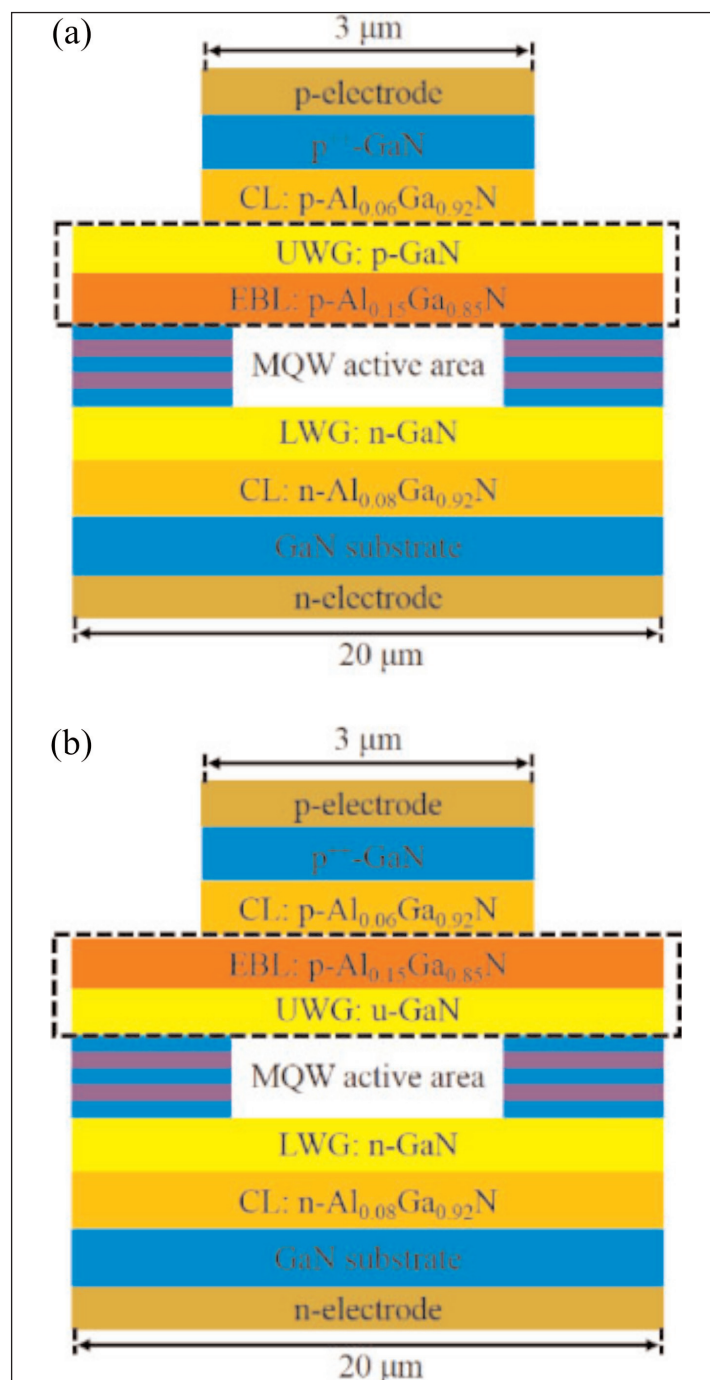 (a)
3 μm
p-electrode
p⁺⁺-GaN
CL: p-Al₀.₀₆Ga₀.₉₂N
UWG: p-GaN
EBL: p-Al₀.₁₅Ga₀.₈₅N
MQW active area
LWG: n-GaN
CL: n-Al₀.₀₈Ga₀.₉₂N
GaN substrate
n-electrode
20 μm
(b)
3 μm
p-electrode
p⁺⁺-GaN
CL: p-Al₀.₀₆Ga₀.₉₂N
EBL: p-Al₀.₁₅Ga₀.₈₅N
UWG: u-GaN
MQW active area
LWG: n-GaN
CL: n-Al₀.₀₈Ga₀.₉₂N
GaN substrate
n-electrode
20 μm